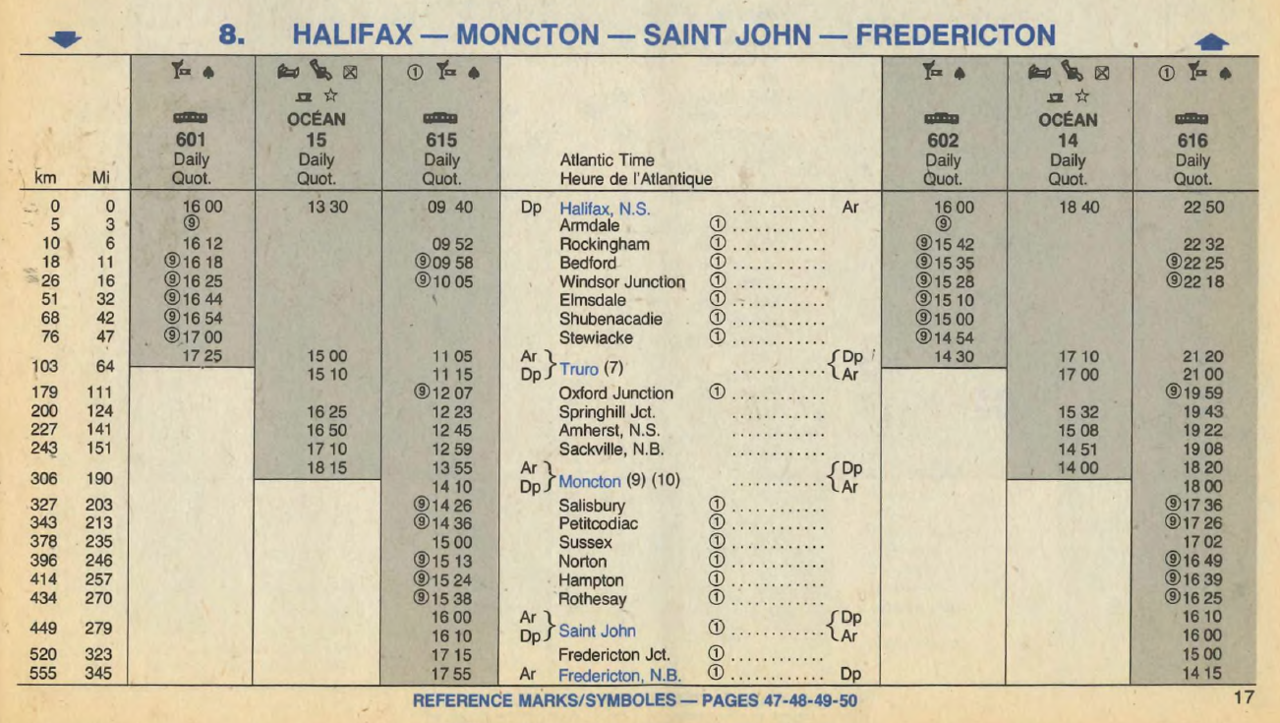 8. HALIFAX — MONCTON — SAINT JOHN — FREDERICTON
OCÉAN OCÉAN
601 15 615 602 14 616
Daily Daily Daily Atlantic Time Daily Daily Daily
km Mi Quot. Quot. Quot. Heure de l'Atlantique Quot. Quot. Quot.
0 0 16 00 13 30 09 40 Dp Halifax, N.S. ............ Ar 16 00 18 40 22 50
5 3 ⑨ Armdale ① ............ ⑨
10 6 16 12 09 52 Rockingham ① ............ ⑨15 42 22 32
18 11 ⑨16 18 ⑨09 58 Bedford ① ............ ⑨15 35 ⑨22 25
26 16 ⑨16 25 ⑨10 05 Windsor Junction ① ............ ⑨15 28 ⑨22 18
51 32 ⑨16 44 Elmsdale ① ............ ⑨15 10
68 42 ⑨16 54 Shubenacadie ① ............ ⑨15 00
76 47 ⑨17 00 Stewiacke ① ............ ⑨14 54
103 64 17 25 15 00 11 05 Ar Truro (7) ............ Dp 14 30 17 10 21 20
15 10 11 15 Dp Ar 17 00 21 00
179 111 ⑨12 07 Oxford Junction ① ............ ⑨19 59
200 124 16 25 12 23 Springhill Jct. ............ 15 32 19 43
227 141 16 50 12 45 Amherst, N.S. ............ 15 08 19 22
243 151 17 10 12 59 Sackville, N.B. ............ 14 51 19 08
306 190 18 15 13 55 Ar Moncton (9) (10) ............ Dp 14 00 18 20
14 10 Dp Ar 18 00
327 203 ⑨14 26 Salisbury ① ............ ⑨17 36
343 213 ⑨14 36 Petitcodiac ① ............ ⑨17 26
378 235 15 00 Sussex ① ............ 17 02
396 246 ⑨15 13 Norton ① ............ ⑨16 49
414 257 ⑨15 24 Hampton ① ............ ⑨16 39
434 270 ⑨15 38 Rothesay ① ............ ⑨16 25
449 279 16 00 Ar Saint John ① ............ Dp 16 10
16 10 Dp Ar 16 00
520 323 17 15 Fredericton Jct. ① ............ 15 00
555 345 17 55 Ar Fredericton, N.B. ① ............ Dp 14 15
REFERENCE MARKS/SYMBOLES — PAGES 47-48-49-50 17